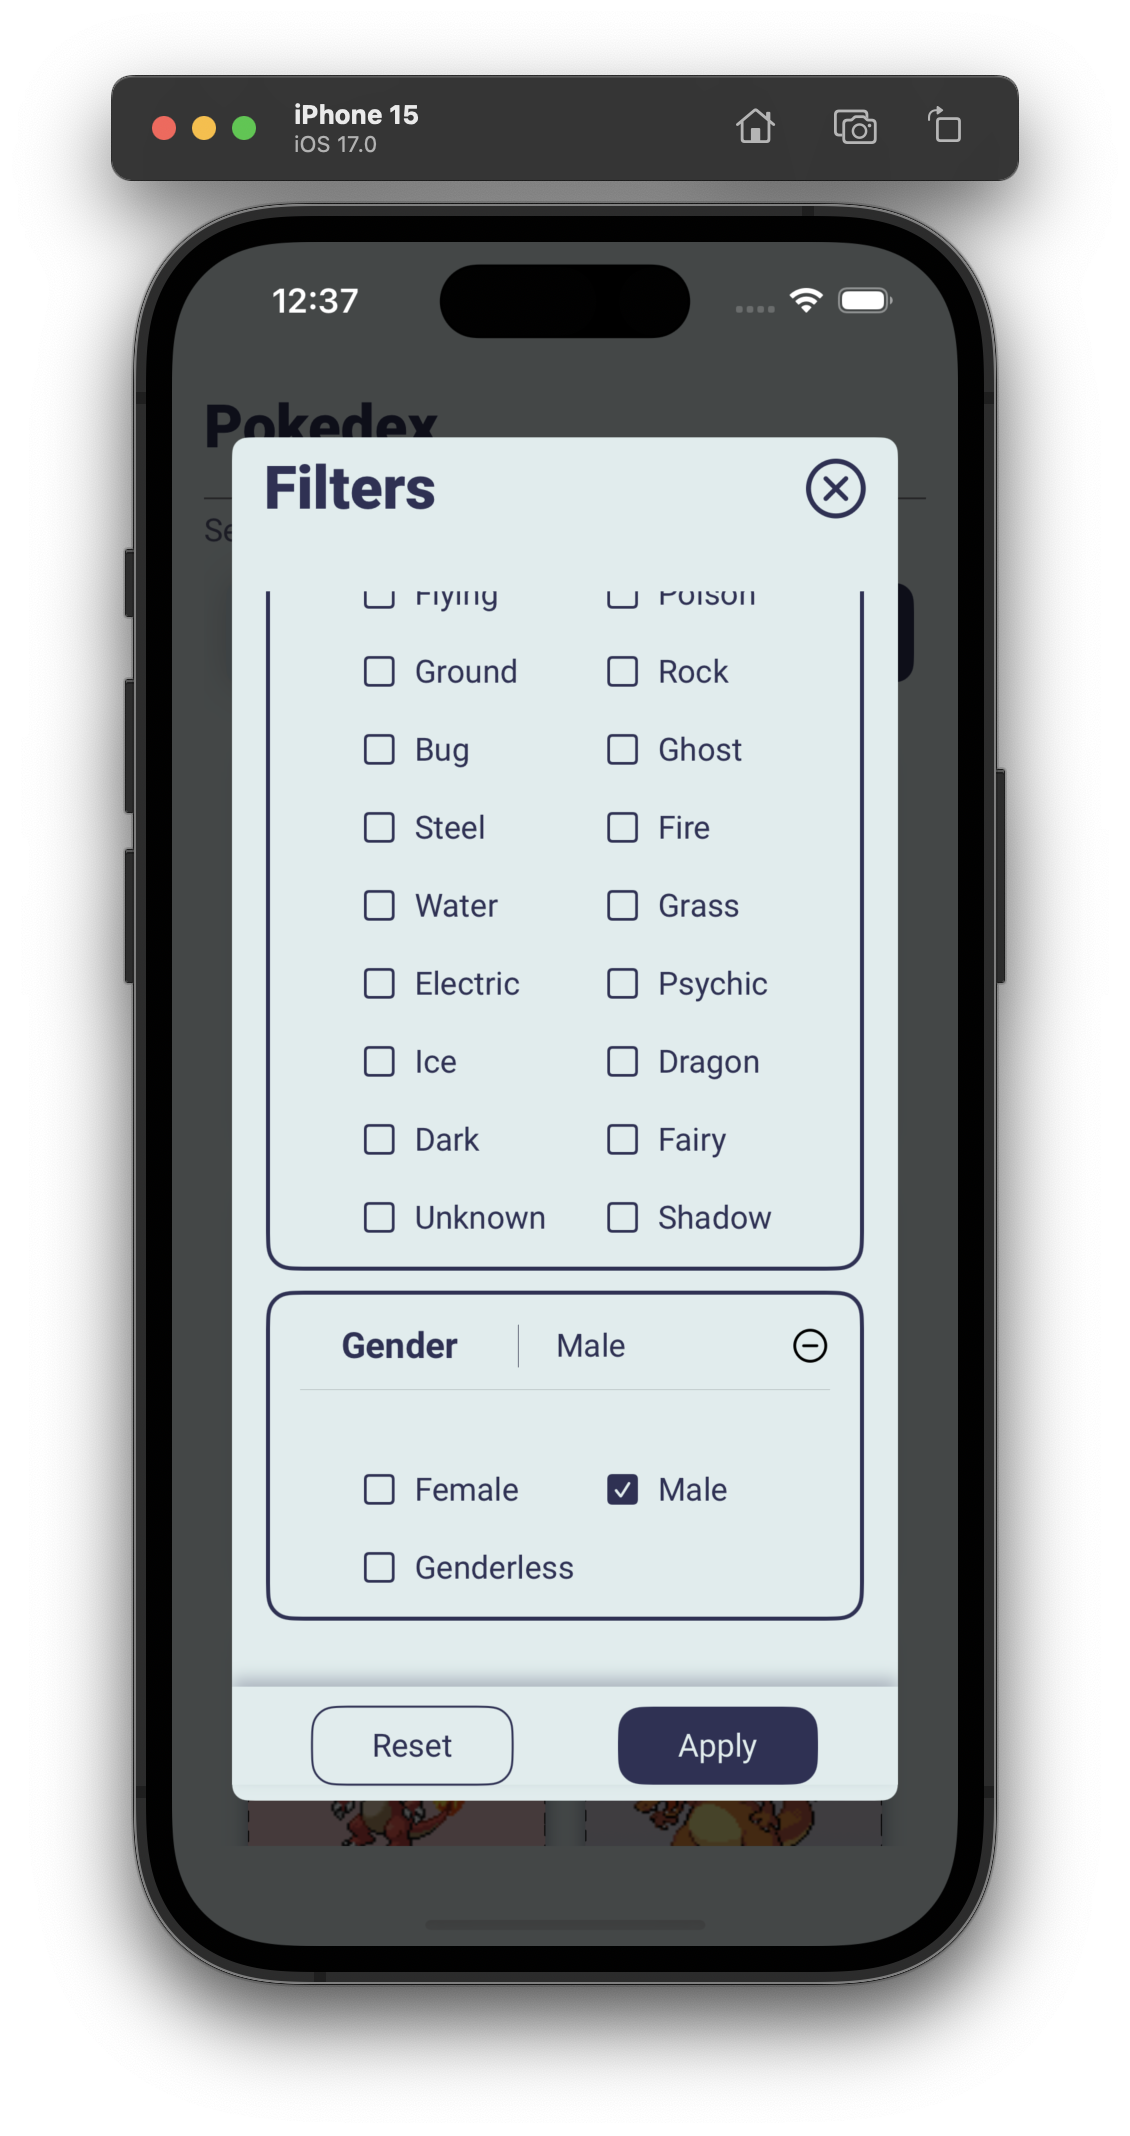 iPhone 15
iOS 17.0
12:37
Pokedex
Filters
Se
Flying Poison
Ground Rock
Bug Ghost
Steel Fire
Water Grass
Electric Psychic
Ice Dragon
Dark Fairy
Unknown Shadow
Gender Male
Female Male
Genderless
Reset Apply